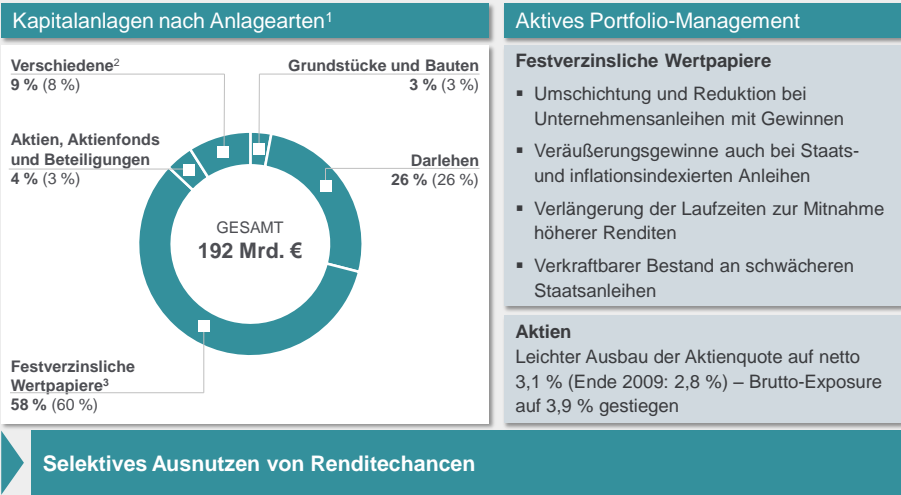 Kapitalanlagen nach Anlagearten¹
Verschiedene²
9 % (8 %)
Grundstücke und Bauten
3 % (3 %)
Aktien, Aktienfonds
und Beteiligungen
4 % (3 %)
Darlehen
26 % (26 %)
GESAMT
192 Mrd. €
Festverzinsliche
Wertpapiere³
58 % (60 %)
Aktives Portfolio-Management
Festverzinsliche Wertpapiere
▪ Umschichtung und Reduktion bei
Unternehmensanleihen mit Gewinnen
▪ Veräußerungsgewinne auch bei Staats-
und inflationsindexierten Anleihen
▪ Verlängerung der Laufzeiten zur Mitnahme
höherer Renditen
▪ Verkraftbarer Bestand an schwächeren
Staatsanleihen
Aktien
Leichter Ausbau der Aktienquote auf netto
3,1 % (Ende 2009: 2,8 %) – Brutto-Exposure
auf 3,9 % gestiegen
Selektives Ausnutzen von Renditechancen